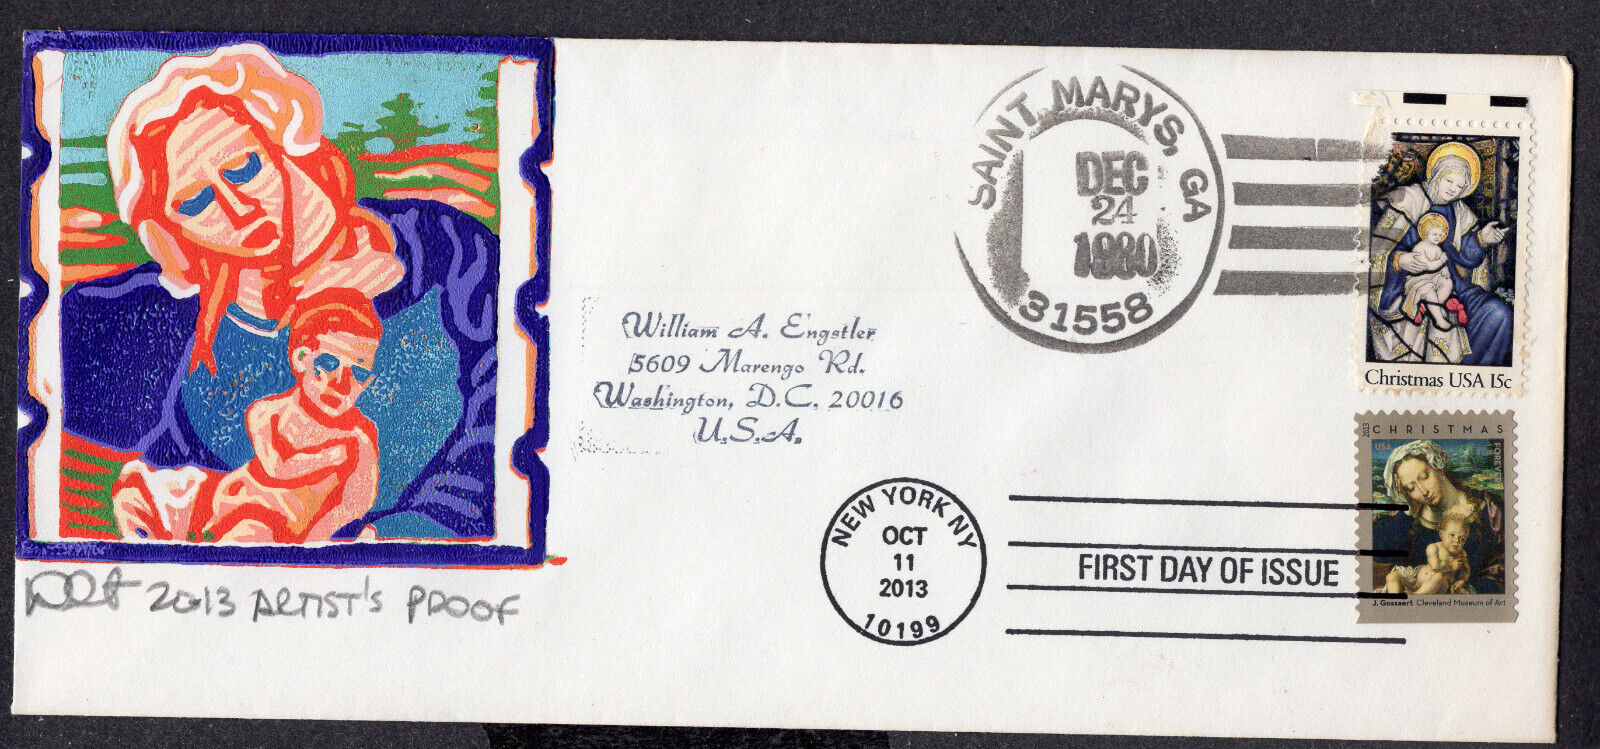 SAINT MARYS, GA
DEC
24
1980
31558
Christmas USA 15c
William A. Engstler
5609 Marengo Rd.
Washington, D.C. 20016
U.S.A.
2013 CHRISTMAS
USA
FOREVER
J. Gossaert Cleveland Museum of Art
NEW YORK NY
OCT
11
2013
10199
FIRST DAY OF ISSUE
2013 ARTIST'S PROOF